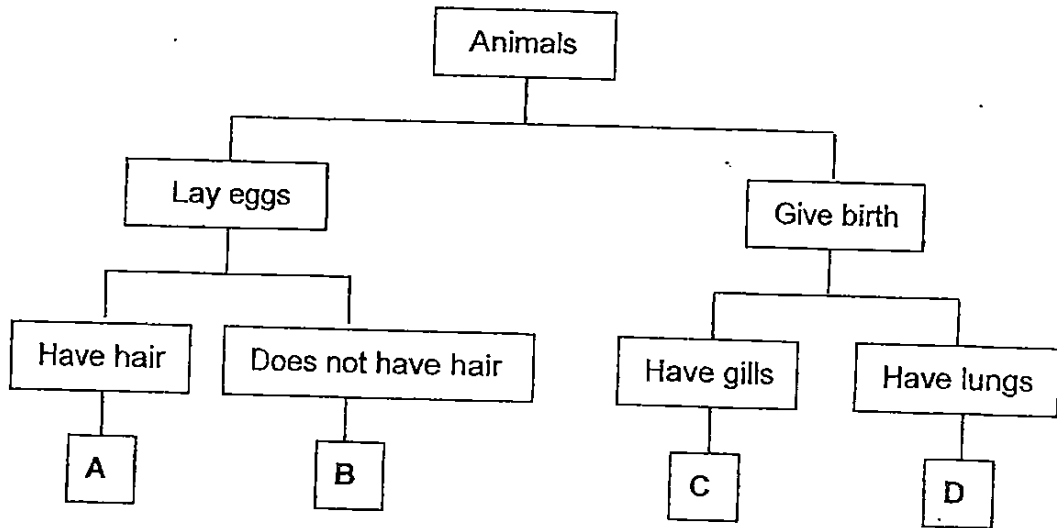 Animals
Lay eggs
Give birth
Have hair
Does not have hair
Have gills
Have lungs
A
B
C
D